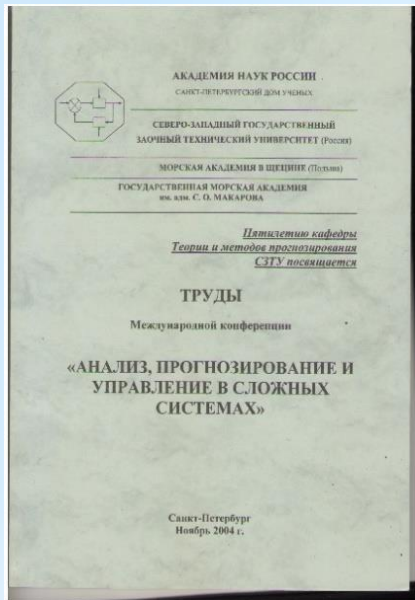 АКАДЕМИЯ НАУК РОССИИ
САНКТ-ПЕТЕРБУРГСКИЙ ДОМ УЧЕНЫХ
СЕВЕРО-ЗАПАДНЫЙ ГОСУДАРСТВЕННЫЙ
ЗАОЧНЫЙ ТЕХНИЧЕСКИЙ УНИВЕРСИТЕТ (Россия)
МОРСКАЯ АКАДЕМИЯ В ЩЕЦИНЕ (Польша)
ГОСУДАРСТВЕННАЯ МОРСКАЯ АКАДЕМИЯ
им. адм. С. О. МАКАРОВА
Пятилетию кафедры
Теории и методов прогнозирования
СЗТУ посвящается
ТРУДЫ
Международной конференции
«АНАЛИЗ, ПРОГНОЗИРОВАНИЕ И
УПРАВЛЕНИЕ В СЛОЖНЫХ
СИСТЕМАХ»
Санкт-Петербург
Ноябрь 2004 г.